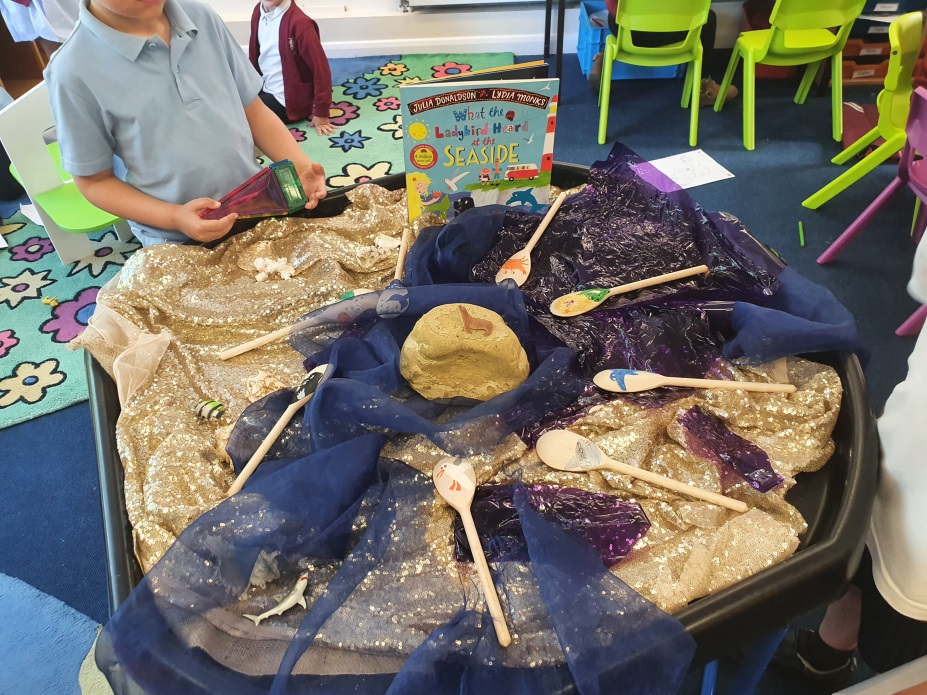 JULIA DONALDSON LYDIA MONKS
What the
Ladybird Heard
at the
SEASIDE